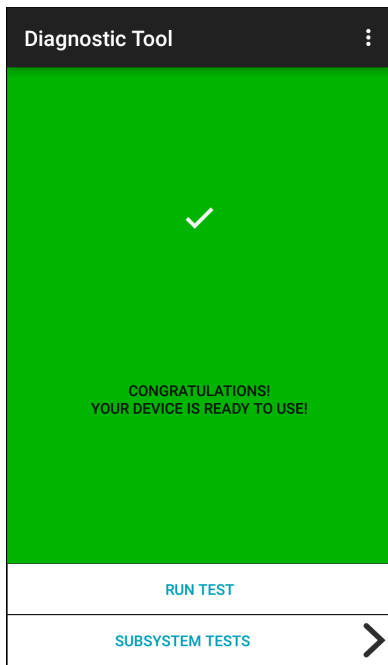 Diagnostic Tool
CONGRATULATIONS!
YOUR DEVICE IS READY TO USE!
RUN TEST
SUBSYSTEM TESTS